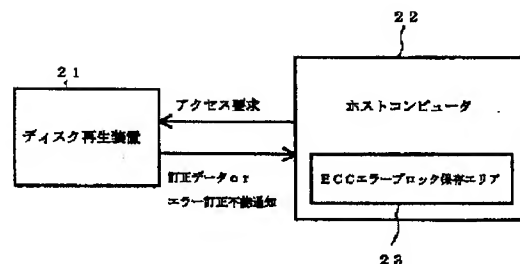 22
21
アクセス要求
ホストコンピュータ
ディスク再生装置
訂正データor
エラー訂正不能通知
ECCエラーブロック保存エリア
23